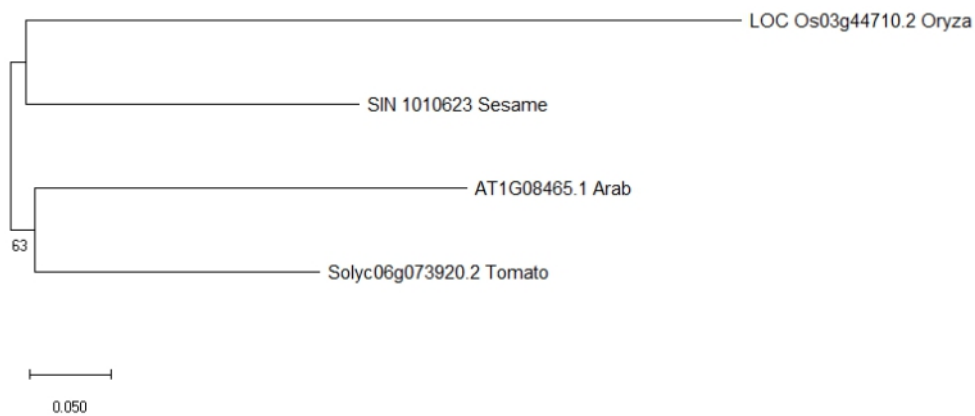 LOC Os03g44710.2 Oryza
SIN 1010623 Sesame
AT1G08465.1 Arab
63
Solyc06g073920.2 Tomato
0.050